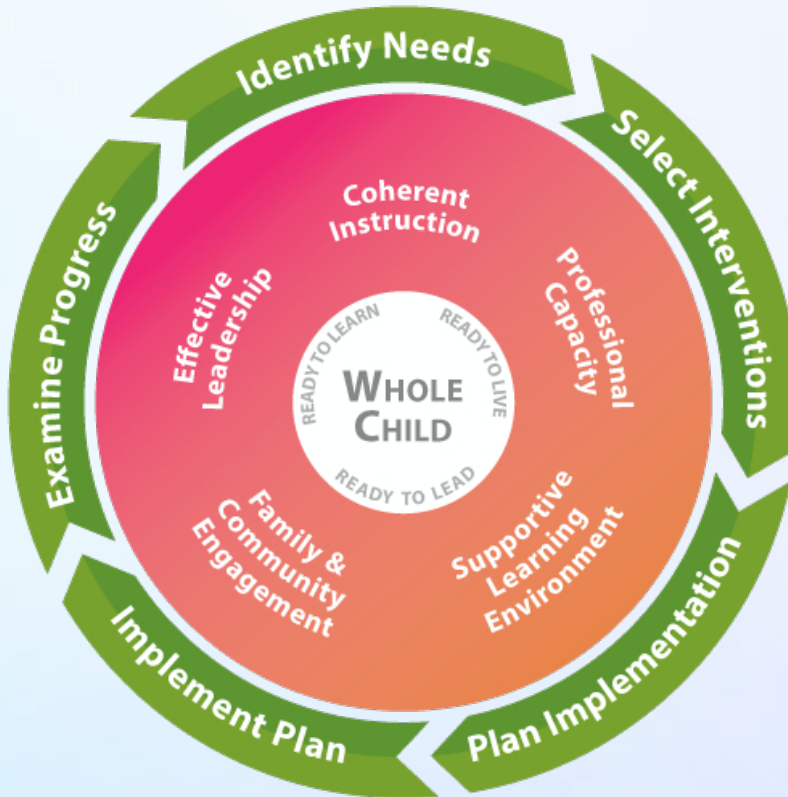 Identify Needs
Select Interventions
Plan Implementation
Implement Plan
Examine Progress
Coherent
Instruction
Professional
Capacity
Supportive
Learning
Environment
Family &
Community
Engagement
Effective
Leadership
READY TO LEARN
READY TO LIVE
READY TO LEAD
WHOLE
CHILD